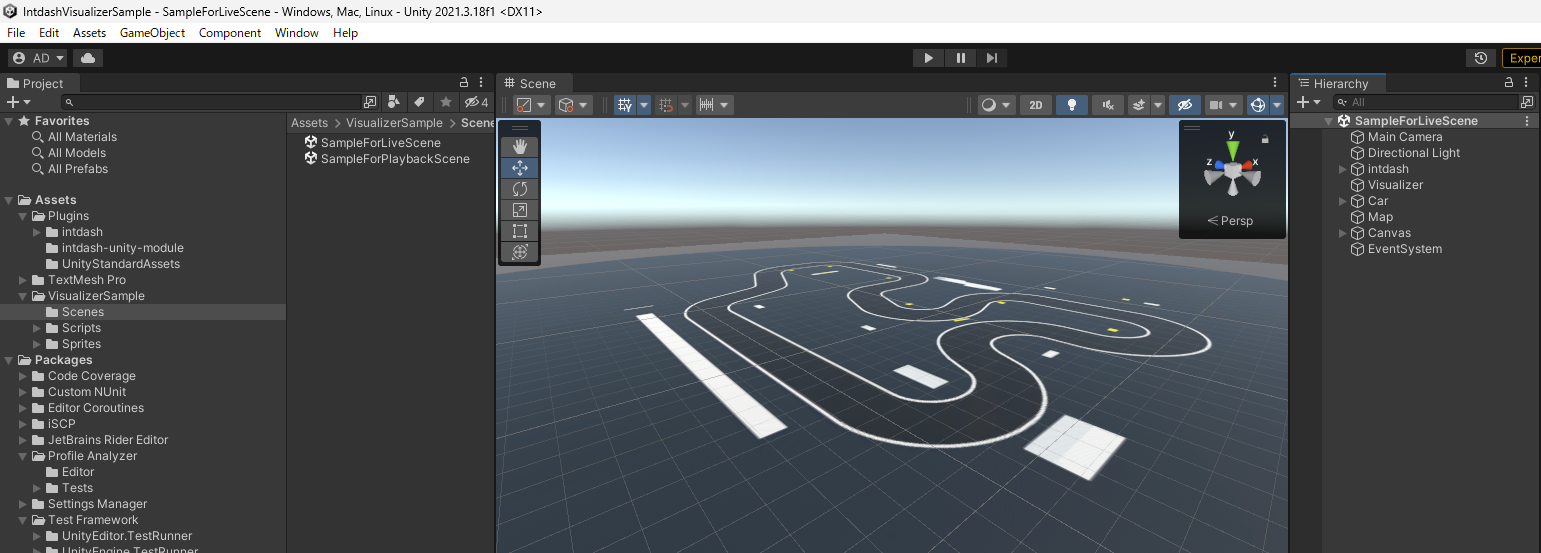 IntdashVisualizerSample - SampleForLiveScene - Windows, Mac, Linux - Unity 2021.3.18f1 <DX11>
File Edit Assets GameObject Component Window Help
AD
Exper
Project
4
Favorites
All Materials
All Models
All Prefabs
Assets
Plugins
intdash
intdash-unity-module
UnityStandardAssets
TextMesh Pro
VisualizerSample
Scenes
Scripts
Sprites
Packages
Code Coverage
Custom NUnit
Editor Coroutines
iSCP
JetBrains Rider Editor
Profile Analyzer
Editor
Tests
Settings Manager
Test Framework
UnityEditor.TestRunner
UnityEngine.TestRunner
Assets > VisualizerSample > Scene
SampleForLiveScene
SampleForPlaybackScene
Scene
2D
y
z x
< Persp
Hierarchy
All
SampleForLiveScene
Main Camera
Directional Light
intdash
Visualizer
Car
Map
Canvas
EventSystem